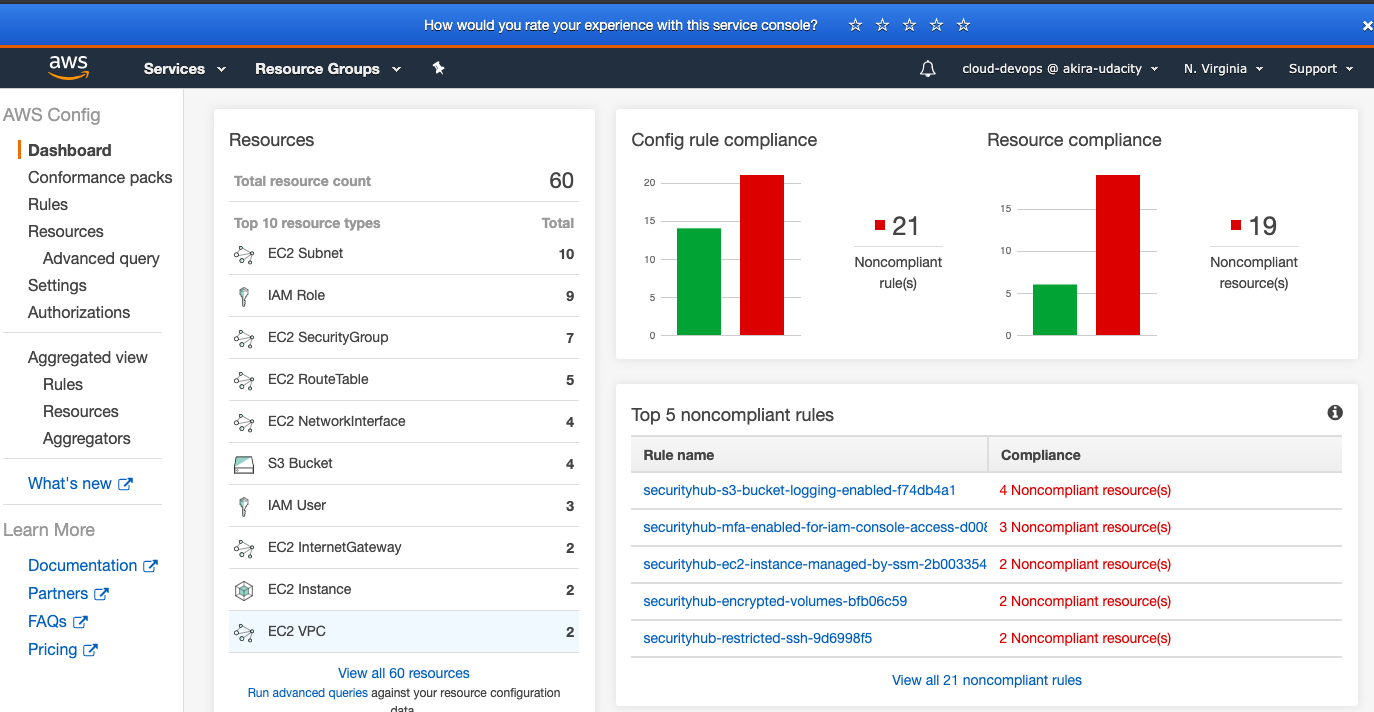 How would you rate your experience with this service console?
aws
Services
Resource Groups
cloud-devops @ akira-udacity
N. Virginia
Support
AWS Config
Dashboard
Conformance packs
Rules
Resources
Advanced query
Settings
Authorizations
Aggregated view
Rules
Resources
Aggregators
What's new
Learn More
Documentation
Partners
FAQs
Pricing
Resources
Total resource count 60
Top 10 resource types Total
EC2 Subnet 10
IAM Role 9
EC2 SecurityGroup 7
EC2 RouteTable 5
EC2 NetworkInterface 4
S3 Bucket 4
IAM User 3
EC2 InternetGateway 2
EC2 Instance 2
EC2 VPC 2
View all 60 resources
Run advanced queries against your resource configuration
data
Config rule compliance
20
15
10
5
0
21
Noncompliant
rule(s)
Resource compliance
15
10
5
0
19
Noncompliant
resource(s)
Top 5 noncompliant rules
Rule name Compliance
securityhub-s3-bucket-logging-enabled-f74db4a1 4 Noncompliant resource(s)
securityhub-mfa-enabled-for-iam-console-access-d008 3 Noncompliant resource(s)
securityhub-ec2-instance-managed-by-ssm-2b003354 2 Noncompliant resource(s)
securityhub-encrypted-volumes-bfb06c59 2 Noncompliant resource(s)
securityhub-restricted-ssh-9d6998f5 2 Noncompliant resource(s)
View all 21 noncompliant rules